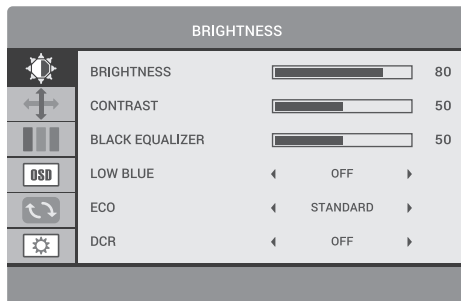 BRIGHTNESS
BRIGHTNESS 80
CONTRAST 50
BLACK EQUALIZER 50
LOW BLUE OFF
OSD
ECO STANDARD
DCR OFF